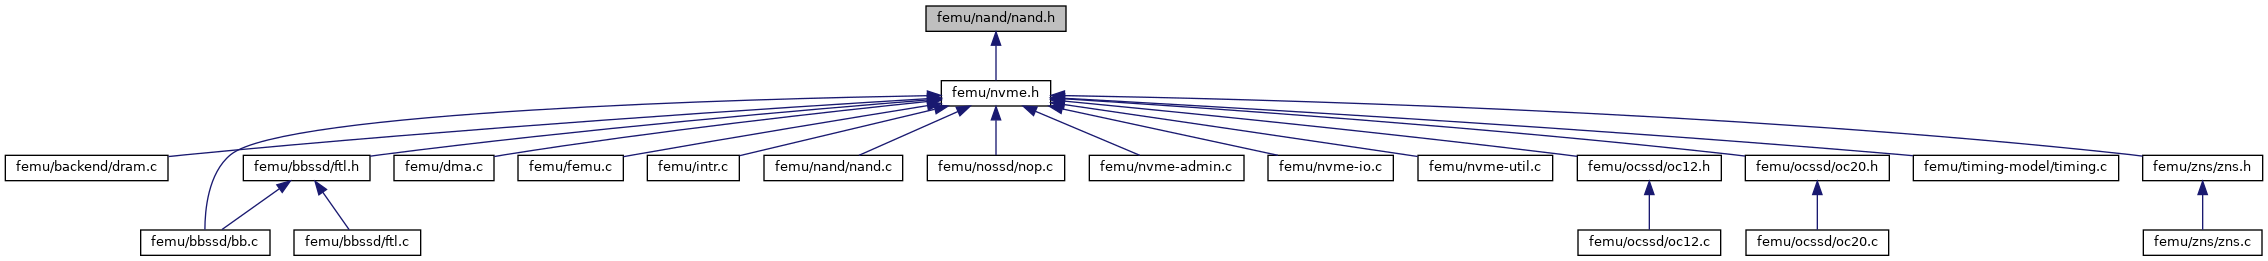 femu/nand/nand.h
femu/nvme.h
femu/backend/dram.c
femu/bbssd/ftl.h
femu/dma.c
femu/femu.c
femu/intr.c
femu/nand/nand.c
femu/nossd/nop.c
femu/nvme-admin.c
femu/nvme-io.c
femu/nvme-util.c
femu/ocssd/oc12.h
femu/ocssd/oc20.h
femu/timing-model/timing.c
femu/zns/zns.h
femu/bbssd/bb.c
femu/bbssd/ftl.c
femu/ocssd/oc12.c
femu/ocssd/oc20.c
femu/zns/zns.c